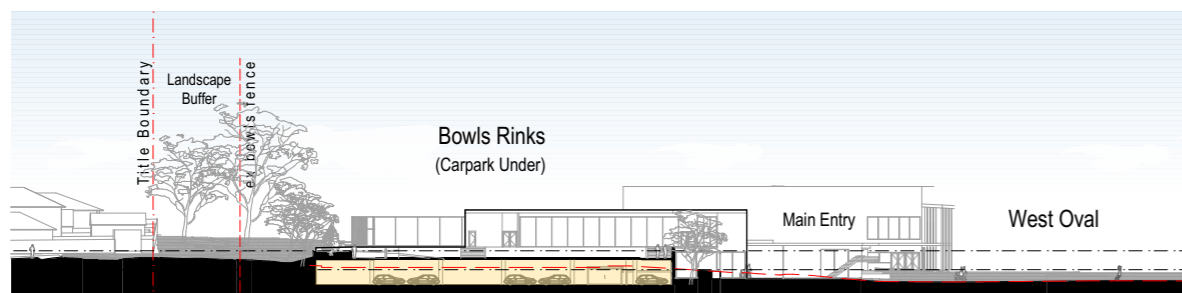 Title Boundary
Landscape
Buffer
ex bowls fence
Bowls Rinks
(Carpark Under)
Main Entry
West Oval